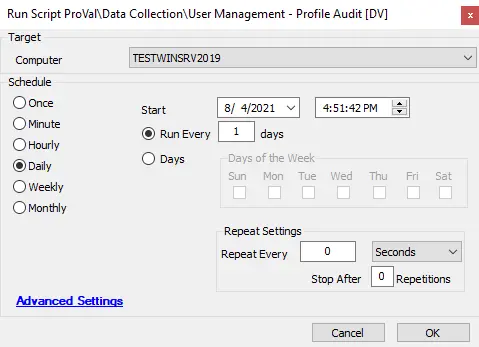 Run Script ProVal\Data Collection\User Management - Profile Audit [DV]
x
Target
Computer TESTWINSRV2019
Schedule
Once
Minute
Hourly
Daily
Weekly
Monthly
Start 8/ 4/2021 4:51:42 PM
Run Every 1 days
Days
Days of the Week
Sun Mon Tue Wed Thu Fri Sat
Repeat Settings
Repeat Every 0 Seconds
Stop After 0 Repetitions
Advanced Settings
Cancel OK